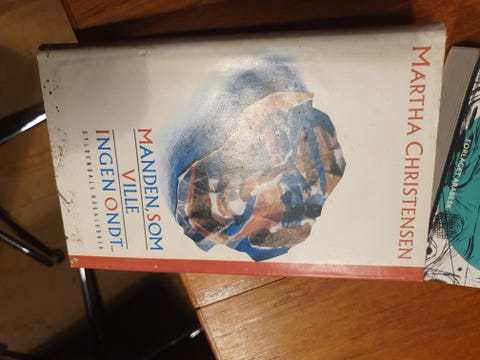 MARTHA CHRISTENSEN
MANDEN, SOM
VILLE
INGEN ONDT...
GYLDENDALS BOGKLUBBER